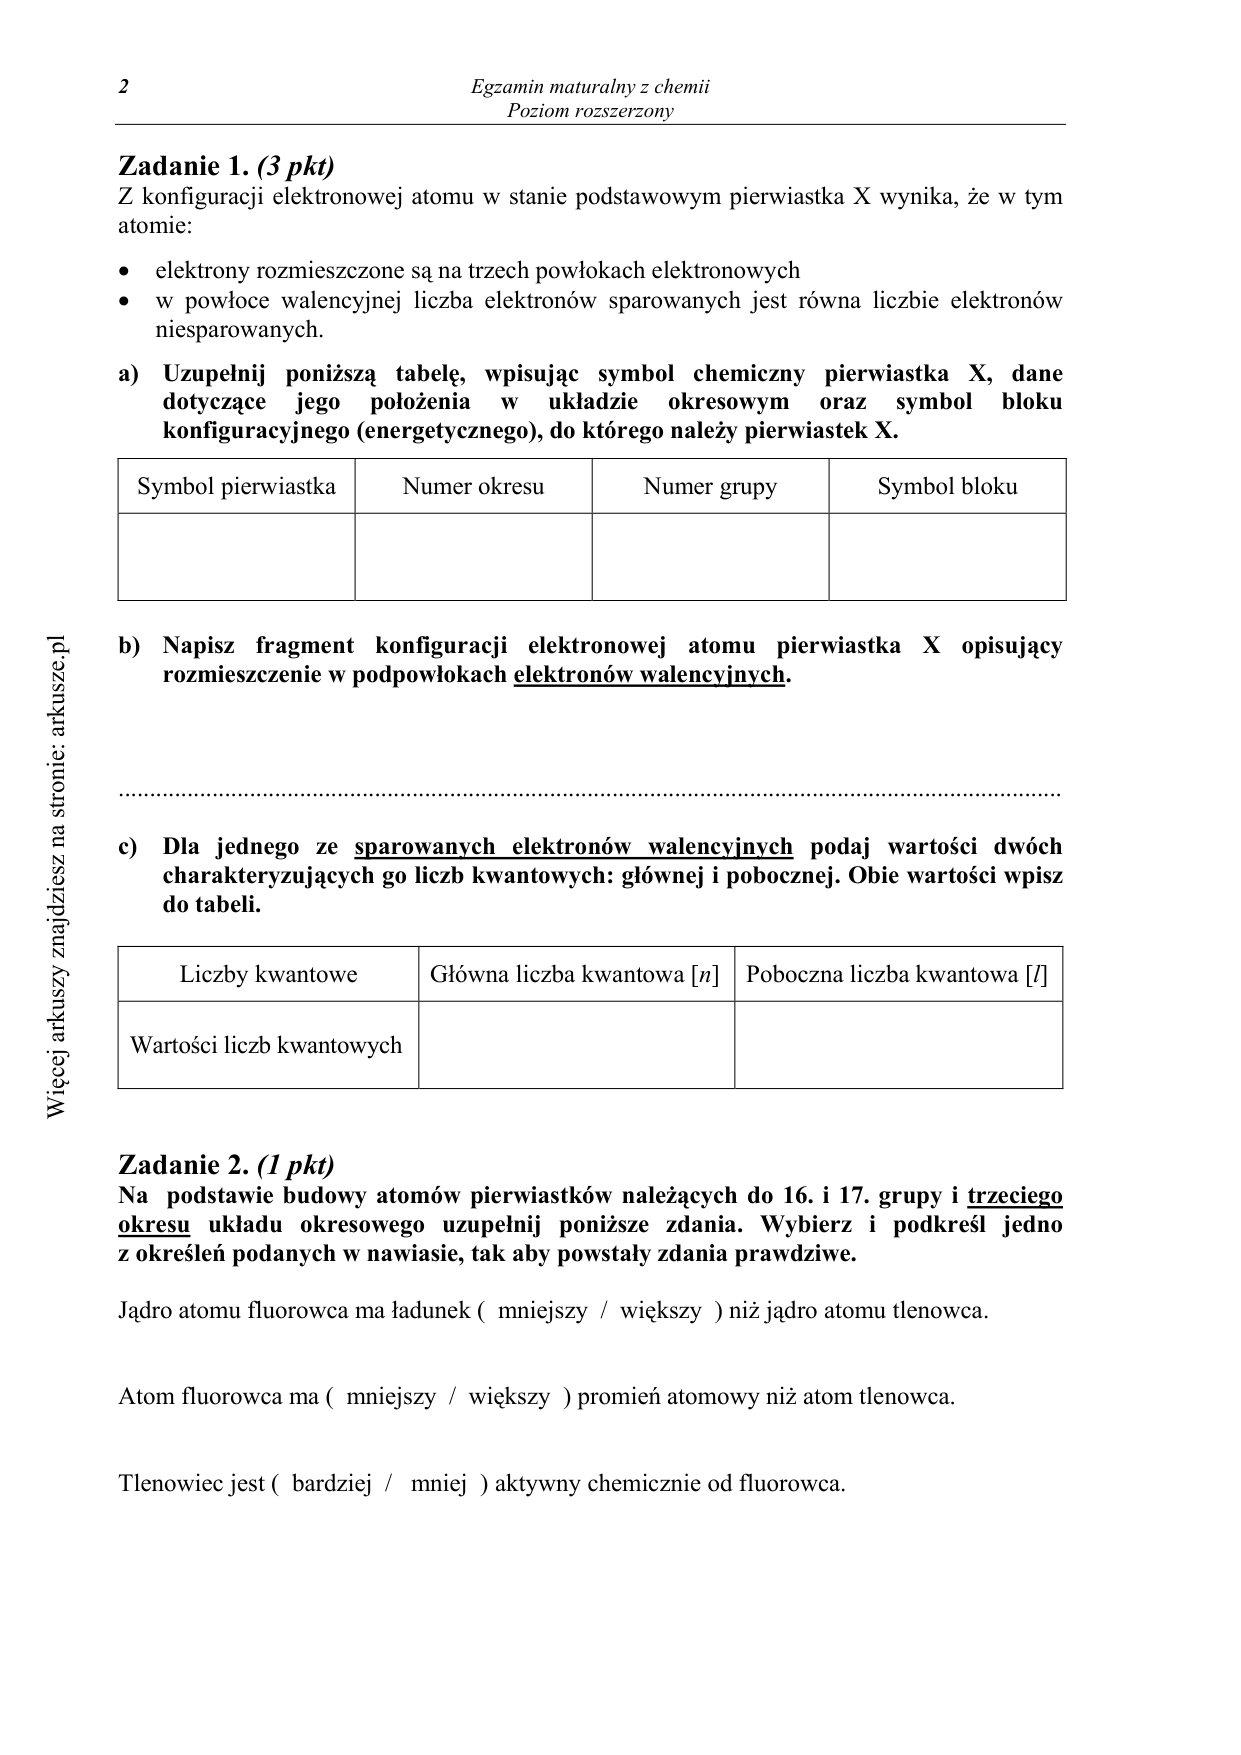 2
Egzamin maturalny z chemii
Poziom rozszerzony
Zadanie 1. (3 pkt)
Z konfiguracji elektronowej atomu w stanie podstawowym pierwiastka X wynika, że w tym
atomie:
• elektrony rozmieszczone są na trzech powłokach elektronowych
• w powłoce walencyjnej liczba elektronów sparowanych jest równa liczbie elektronów
niesparowanych.
a) Uzupełnij poniższą tabelę, wpisując symbol chemiczny pierwiastka X, dane
dotyczące jego położenia w układzie okresowym oraz symbol bloku
konfiguracyjnego (energetycznego), do którego należy pierwiastek X.
Symbol pierwiastka Numer okresu Numer grupy Symbol bloku
b) Napisz fragment konfiguracji elektronowej atomu pierwiastka X opisujący
rozmieszczenie w podpowłokach elektronów walencyjnych.
.......................................................................................................................................................
c) Dla jednego ze sparowanych elektronów walencyjnych podaj wartości dwóch
charakteryzujących go liczb kwantowych: głównej i pobocznej. Obie wartości wpisz
do tabeli.
Liczby kwantowe Główna liczba kwantowa [n] Poboczna liczba kwantowa [l]
Wartości liczb kwantowych
Zadanie 2. (1 pkt)
Na podstawie budowy atomów pierwiastków należących do 16. i 17. grupy i trzeciego
okresu układu okresowego uzupełnij poniższe zdania. Wybierz i podkreśl jedno
z określeń podanych w nawiasie, tak aby powstały zdania prawdziwe.
Jądro atomu fluorowca ma ładunek ( mniejszy / większy ) niż jądro atomu tlenowca.
Atom fluorowca ma ( mniejszy / większy ) promień atomowy niż atom tlenowca.
Tlenowiec jest ( bardziej / mniej ) aktywny chemicznie od fluorowca.
Więcej arkuszy znajdziesz na stronie: arkusze.pl